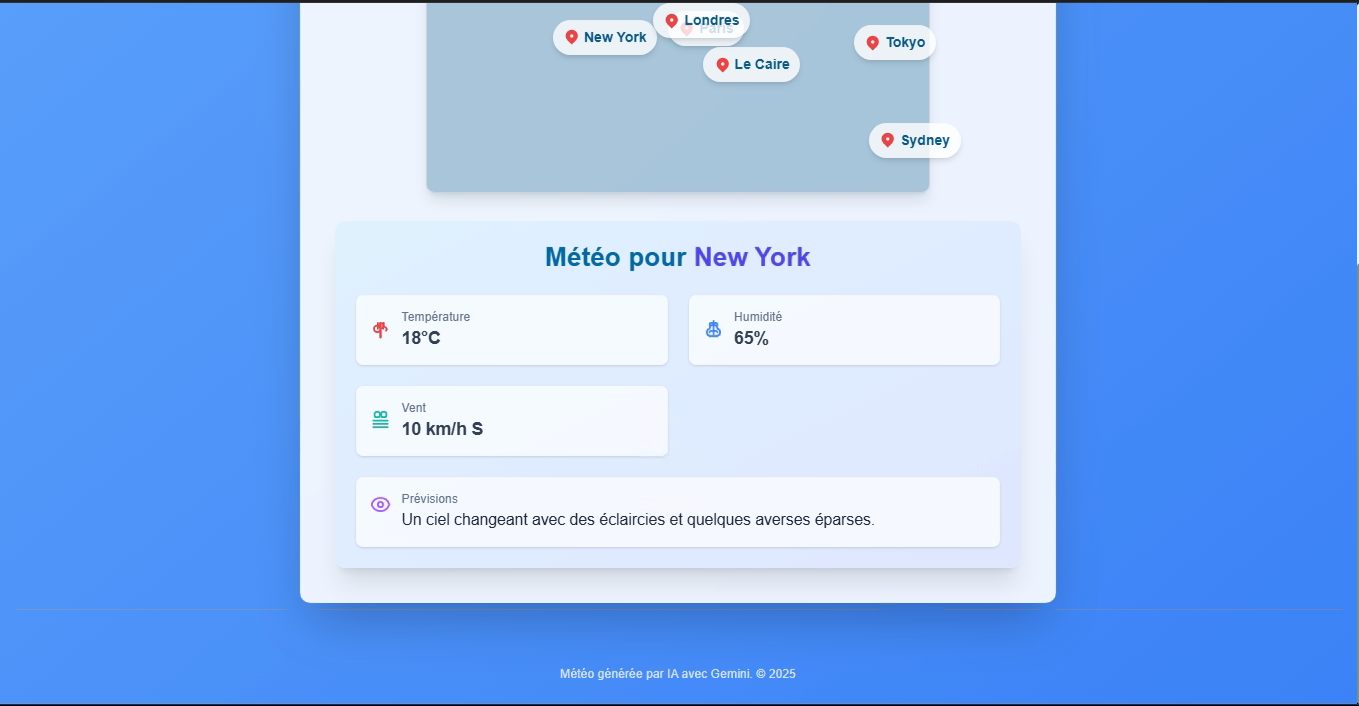 Londres
Paris
New York
Tokyo
Le Caire
Sydney
Météo pour New York
Température
18°C
Humidité
65%
Vent
10 km/h S
Prévisions
Un ciel changeant avec des éclaircies et quelques averses éparses.
Météo générée par IA avec Gemini. © 2025